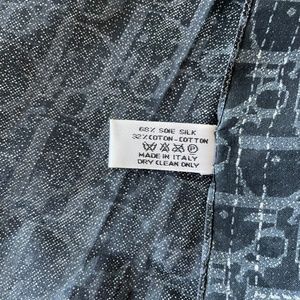 68% SOIE SILK
32% COTON-COTTON
MADE IN ITALY
DRY CLEAN ONLY